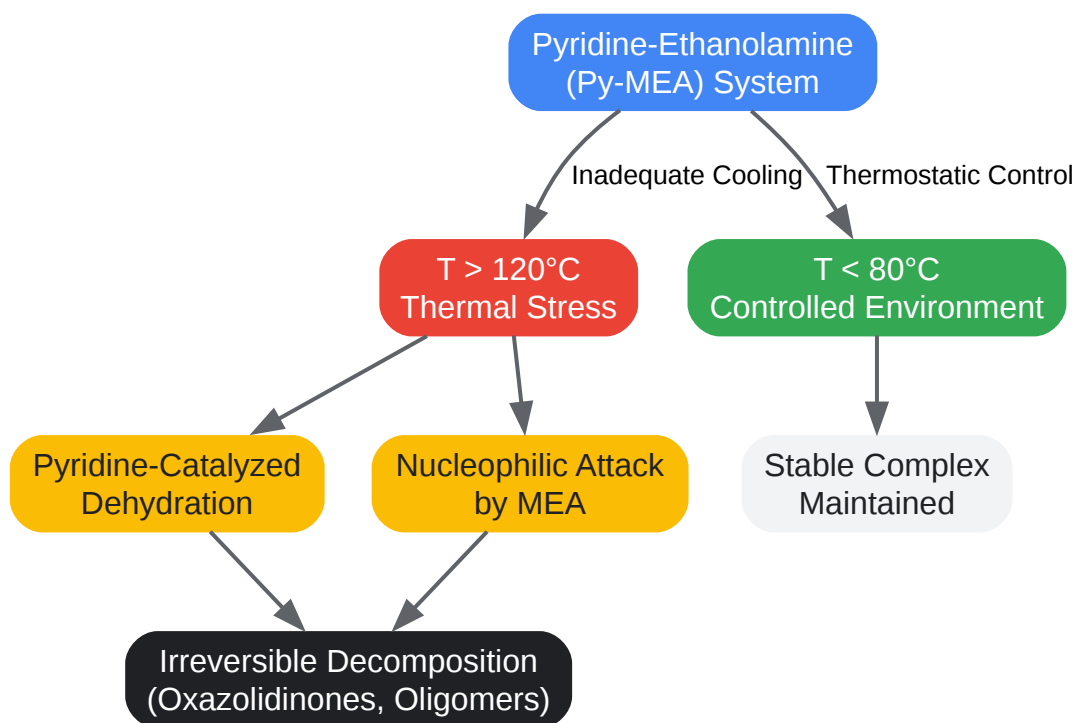 Pyridine-Ethanolamine
(Py-MEA) System
Inadequate Cooling
Thermostatic Control
T > 120°C
Thermal Stress
T < 80°C
Controlled Environment
Pyridine-Catalyzed
Dehydration
Nucleophilic Attack
by MEA
Stable Complex
Maintained
Irreversible Decomposition
(Oxazolidinones, Oligomers)